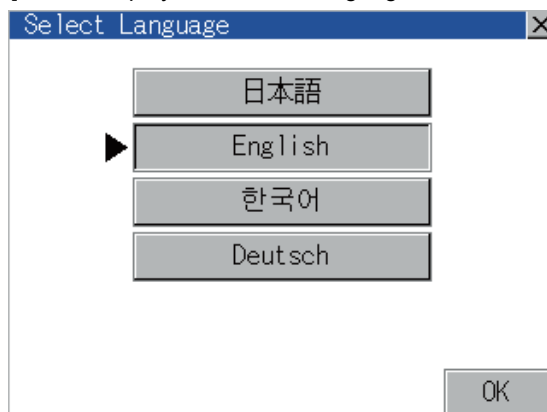 Select Language
日本語
English
한국어
Deutsch
OK